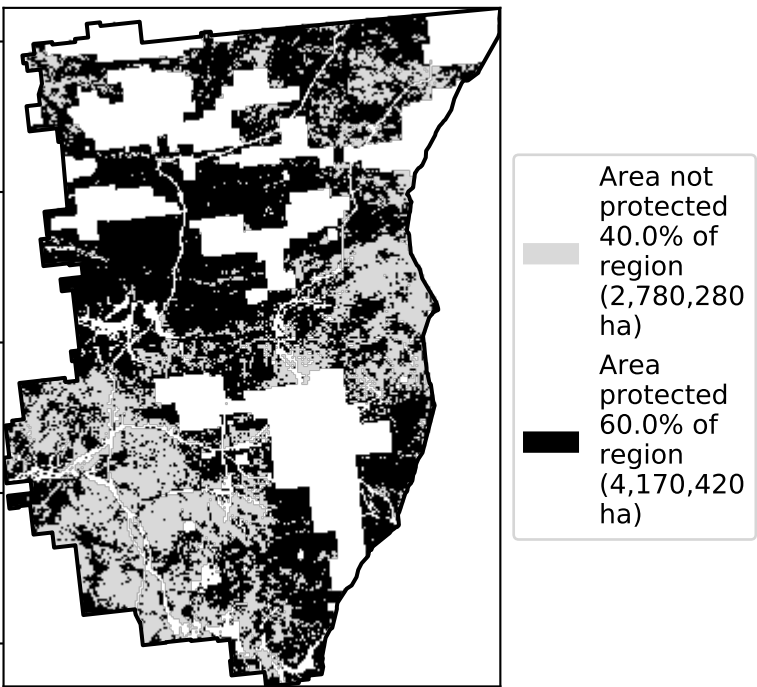 Area not
protected
40.0% of
region
(2,780,280
ha)
Area
protected
60.0% of
region
(4,170,420
ha)